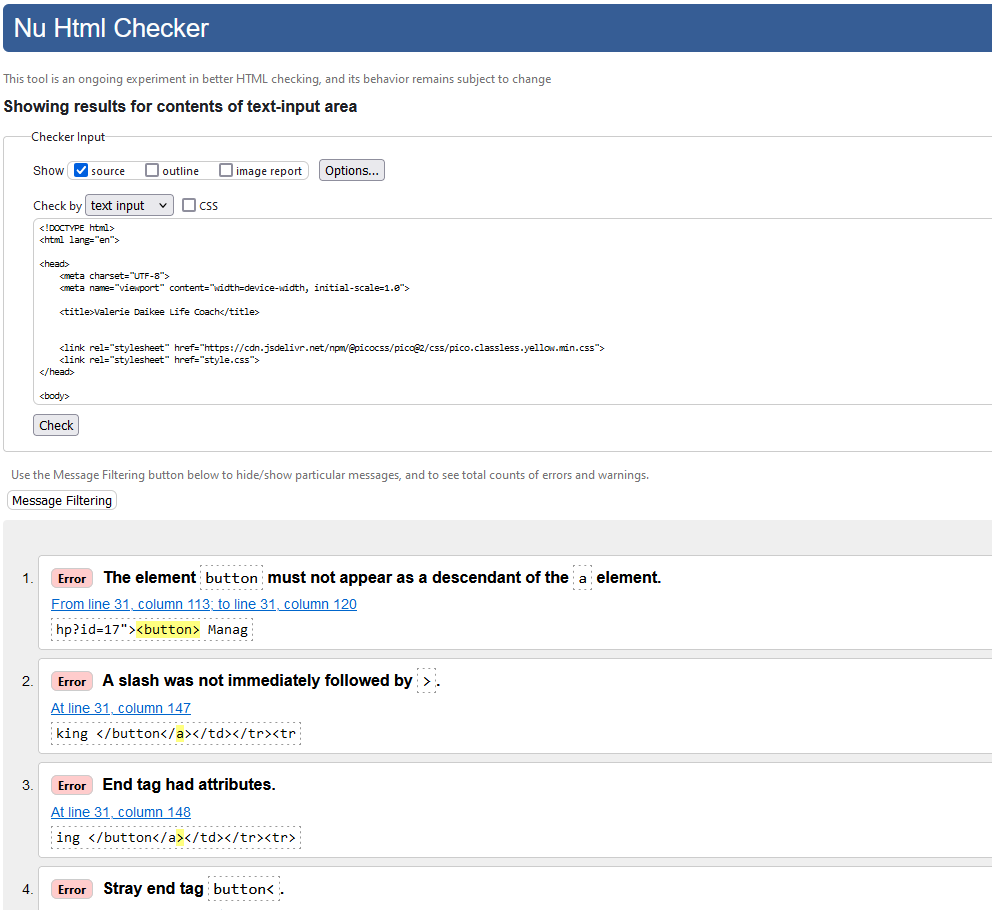 Nu Html Checker
This tool is an ongoing experiment in better HTML checking, and its behavior remains subject to change
Showing results for contents of text-input area
Checker Input
Show source outline image report Options...
Check by text input CSS
<!DOCTYPE html>
<html lang="en">
<head>
<meta charset="UTF-8">
<meta name="viewport" content="width=device-width, initial-scale=1.0">
<title>Valerie Daikee Life Coach</title>
<link rel="stylesheet" href="https://cdn.jsdelivr.net/npm/@picocss/pico@2/css/pico.classless.yellow.min.css">
<link rel="stylesheet" href="style.css">
</head>
<body>
Check
Use the Message Filtering button below to hide/show particular messages, and to see total counts of errors and warnings.
Message Filtering
1. Error The element button must not appear as a descendant of the a element.
From line 31, column 113; to line 31, column 120
hp?id=17"><button> Manag
2. Error A slash was not immediately followed by >.
At line 31, column 147
king </button</a></td></tr><tr
3. Error End tag had attributes.
At line 31, column 148
ing </button</a></td></tr><tr>
4. Error Stray end tag button<.